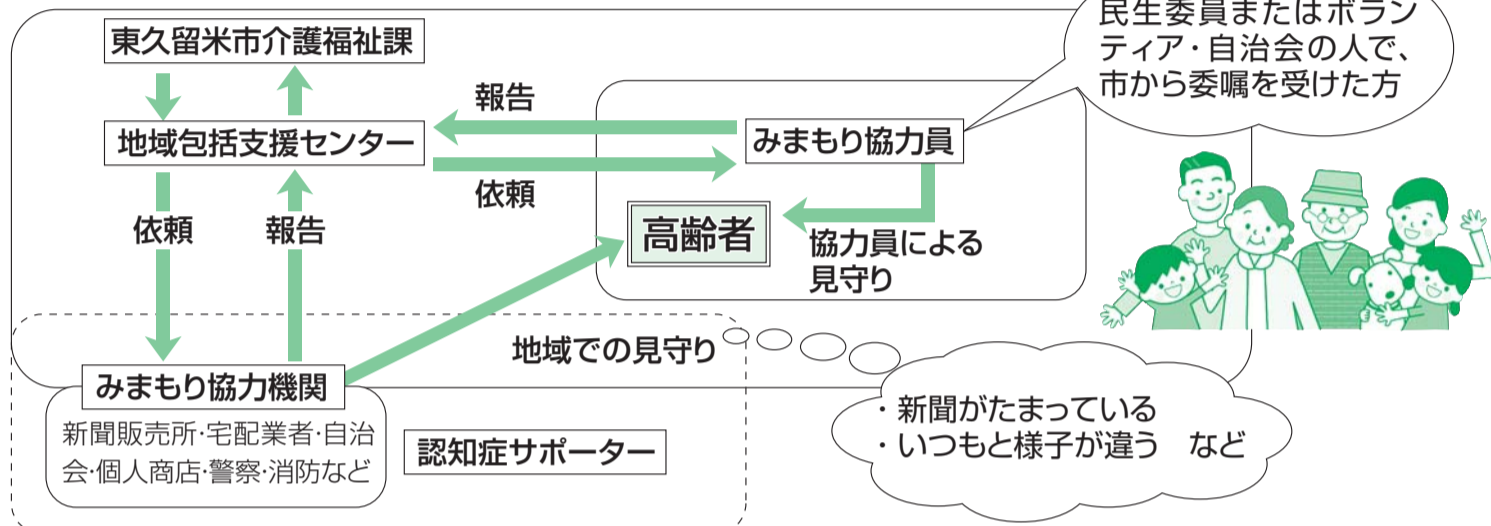 民生委員またはボラン
ティア・自治会の人で、
市から委嘱を受けた方
東久留米市介護福祉課
報告
地域包括支援センター
みまもり協力員
依頼
依頼
報告
高齢者
協力員による
見守り
地域での見守り
みまもり協力機関
新聞販売所・宅配業者・自治
会・個人商店・警察・消防など
認知症サポーター
・新聞がたまっている
・いつもと様子が違う　など